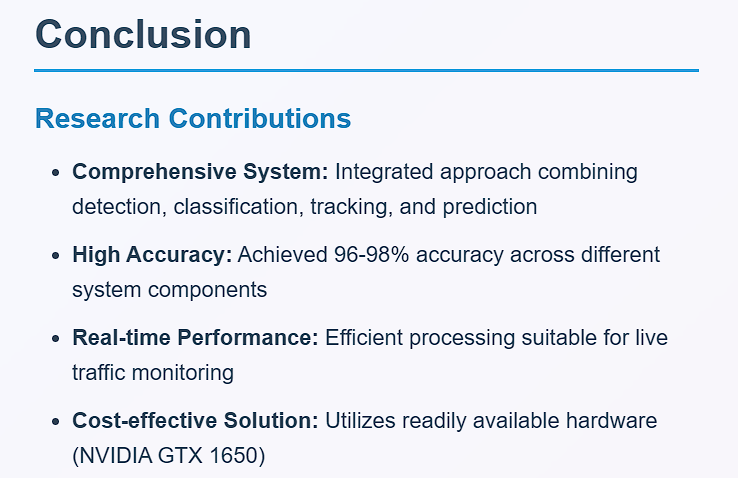 Conclusion
Research Contributions
• Comprehensive System: Integrated approach combining
detection, classification, tracking, and prediction
• High Accuracy: Achieved 96-98% accuracy across different
system components
• Real-time Performance: Efficient processing suitable for live
traffic monitoring
• Cost-effective Solution: Utilizes readily available hardware
(NVIDIA GTX 1650)